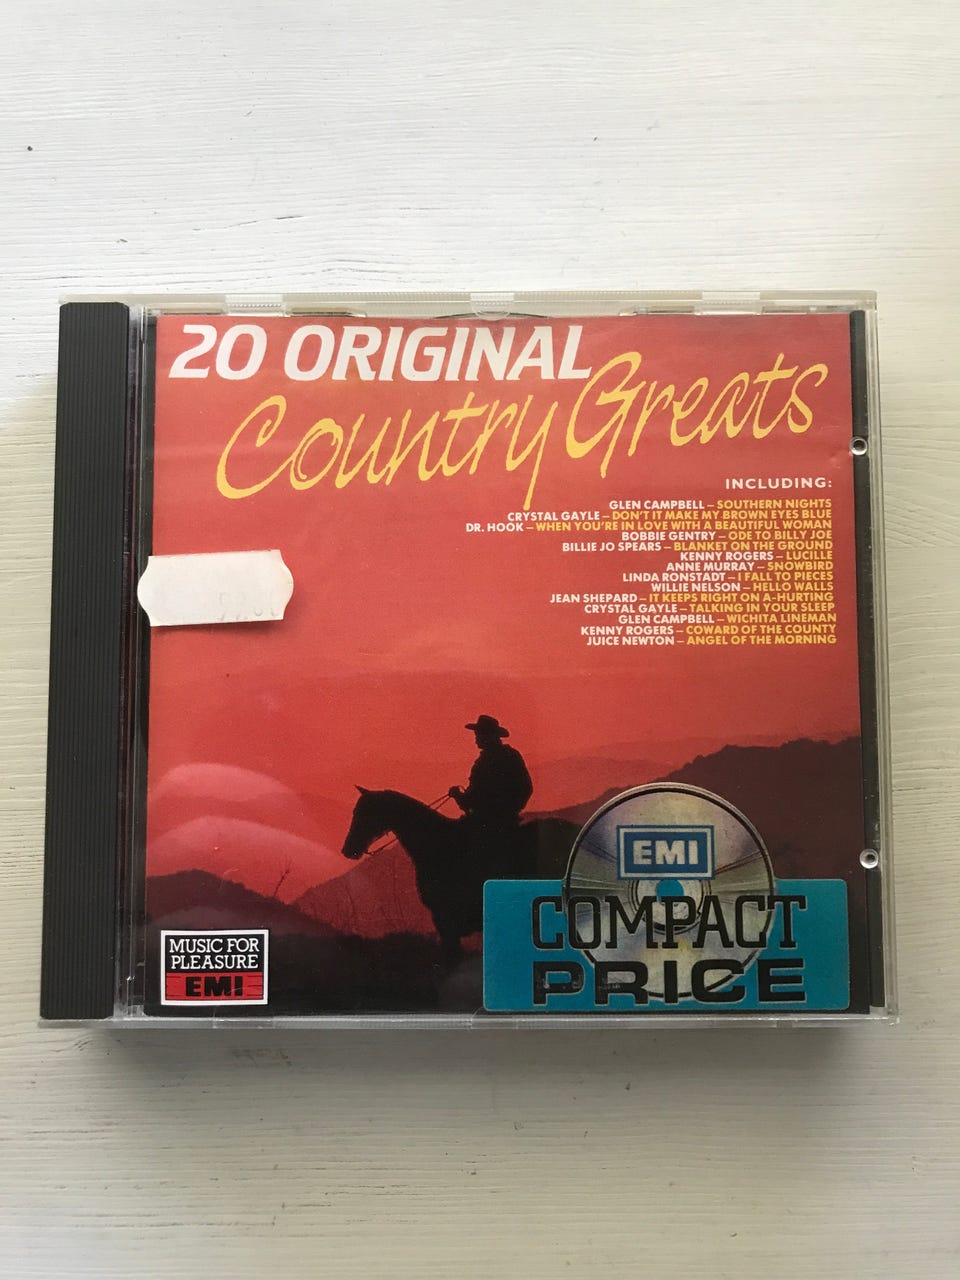 20 ORIGINAL
Country Greats
INCLUDING:
GLEN CAMPBELL – SOUTHERN NIGHTS
CRYSTAL GAYLE – DON'T IT MAKE MY BROWN EYES BLUE
DR. HOOK – WHEN YOU'RE IN LOVE WITH A BEAUTIFUL WOMAN
BOBBIE GENTRY – ODE TO BILLY JOE
BILLIE JO SPEARS – BLANKET ON THE GROUND
KENNY ROGERS – LUCILLE
ANNE MURRAY – SNOWBIRD
LINDA RONSTADT – I FALL TO PIECES
WILLIE NELSON – HELLO WALLS
JEAN SHEPARD – IT KEEPS RIGHT ON A-HURTING
CRYSTAL GAYLE – TALKING IN YOUR SLEEP
GLEN CAMPBELL – WICHITA LINEMAN
KENNY ROGERS – COWARD OF THE COUNTY
JUICE NEWTON – ANGEL OF THE MORNING
MUSIC FOR
PLEASURE
EMI
EMI
COMPACT
PRICE